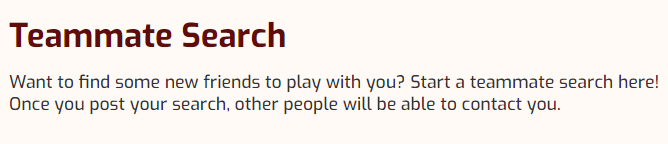 Teammate Search
Want to find some new friends to play with you? Start a teammate search here!
Once you post your search, other people will be able to contact you.